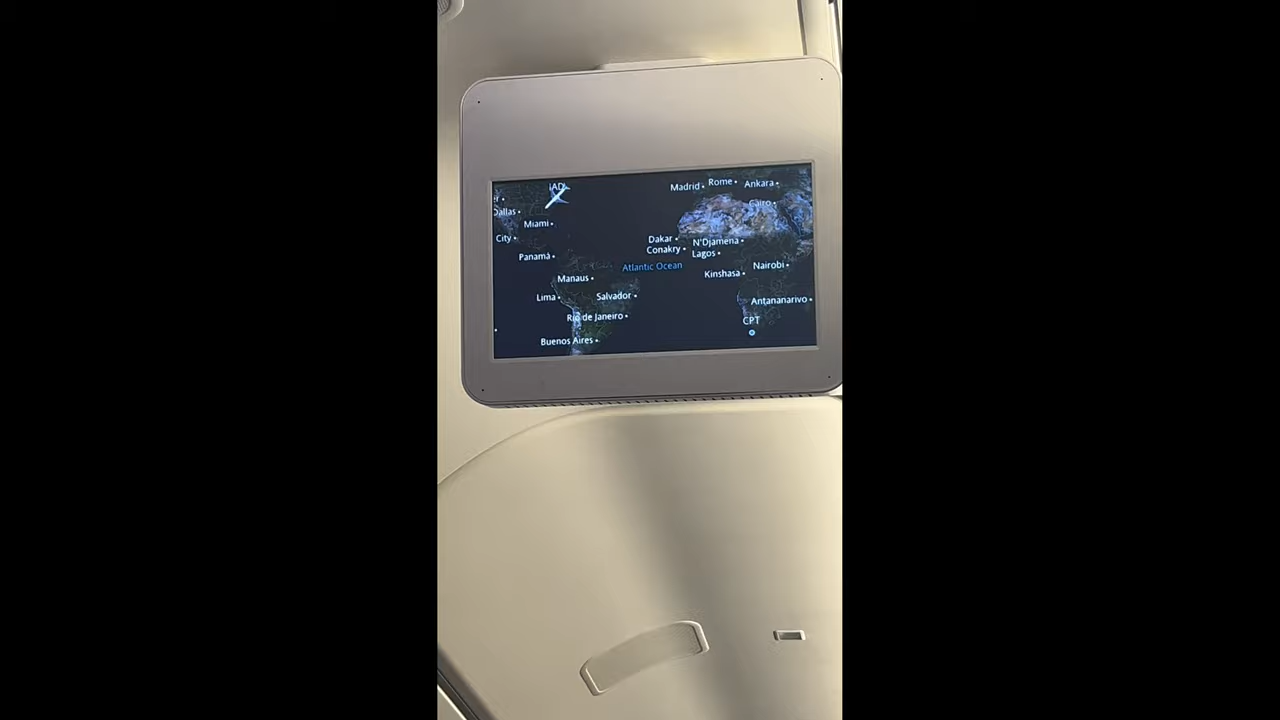 IAD
Madrid
Rome
Ankara
Dallas
Cairo
Miami
City
Dakar
N'Djamena
Conakry
Lagos
Panamá
Atlantic Ocean
Nairobi
Manaus
Kinshasa
Lima
Salvador
Antananarivo
Rio de Janeiro
CPT
Buenos Aires